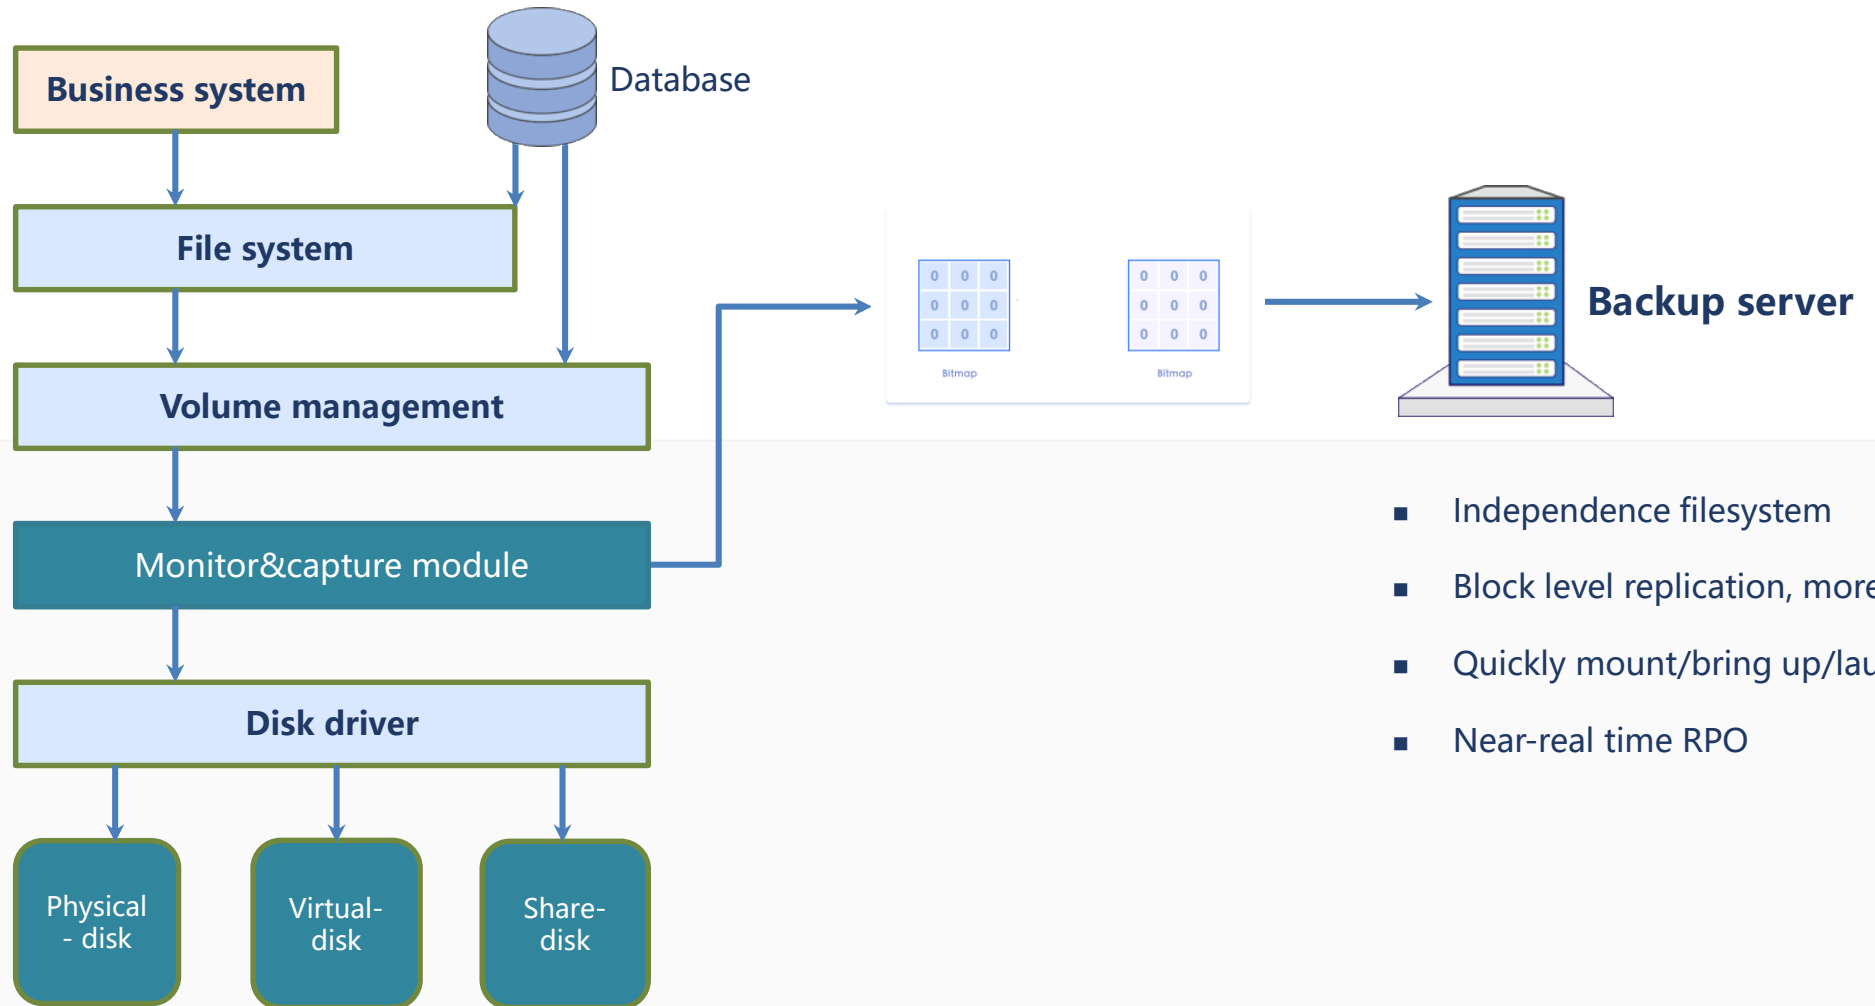 Business system
Database
File system
Volume management
Monitor&capture module
Disk driver
Physical
- disk
Virtual-
disk
Share-
disk
0 0 0
0 0 0
0 0 0
Bitmap
0 0 0
0 0 0
0 0 0
Bitmap
Backup server
■ Independence filesystem
■ Block level replication, more
■ Quickly mount/bring up/lau
■ Near-real time RPO